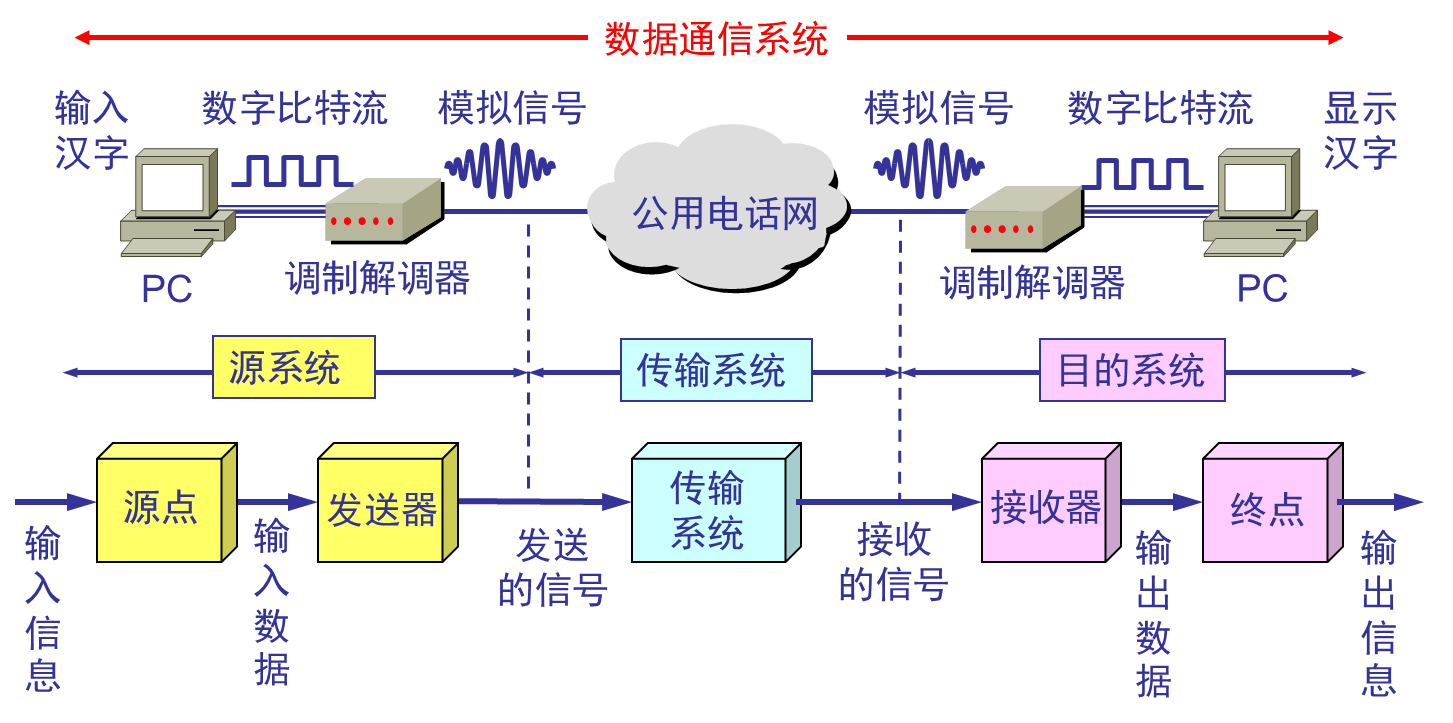 数据通信系统
输入
汉字
数字比特流
模拟信号
模拟信号
数字比特流
显示
汉字
公用电话网
PC
调制解调器
调制解调器
PC
源系统
传输系统
目的系统
源点
发送器
传输
系统
接收器
终点
输入信息
输入数据
发送
的信号
接收
的信号
输出数据
输出信息